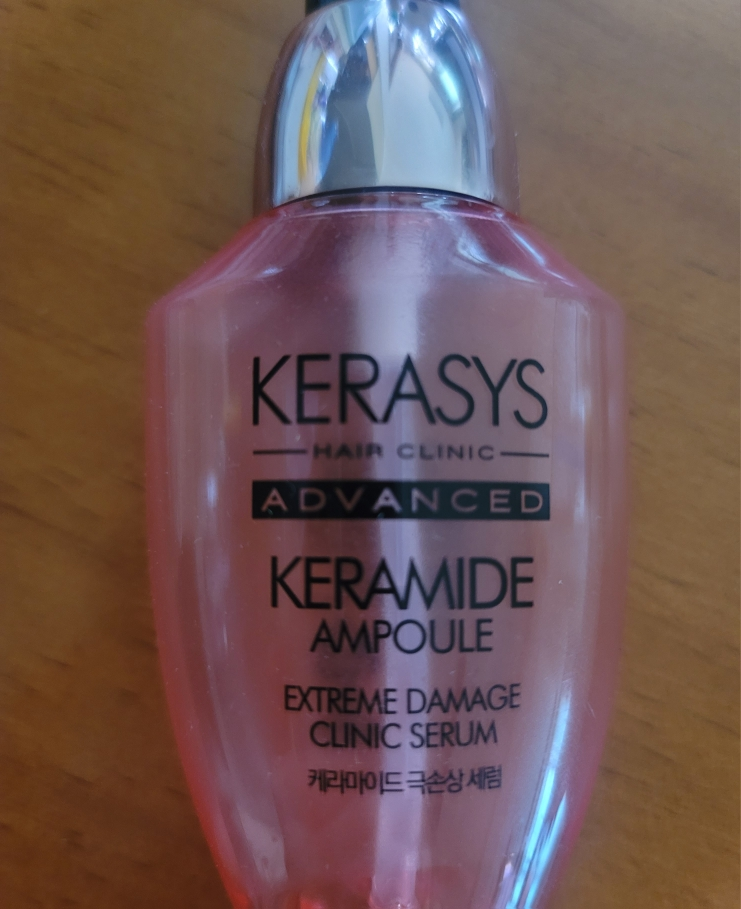 KERASYS
HAIR CLINIC
ADVANCED
KERAMIDE
AMPOULE
EXTREME DAMAGE
CLINIC SERUM
케라마이드 극손상 세럼